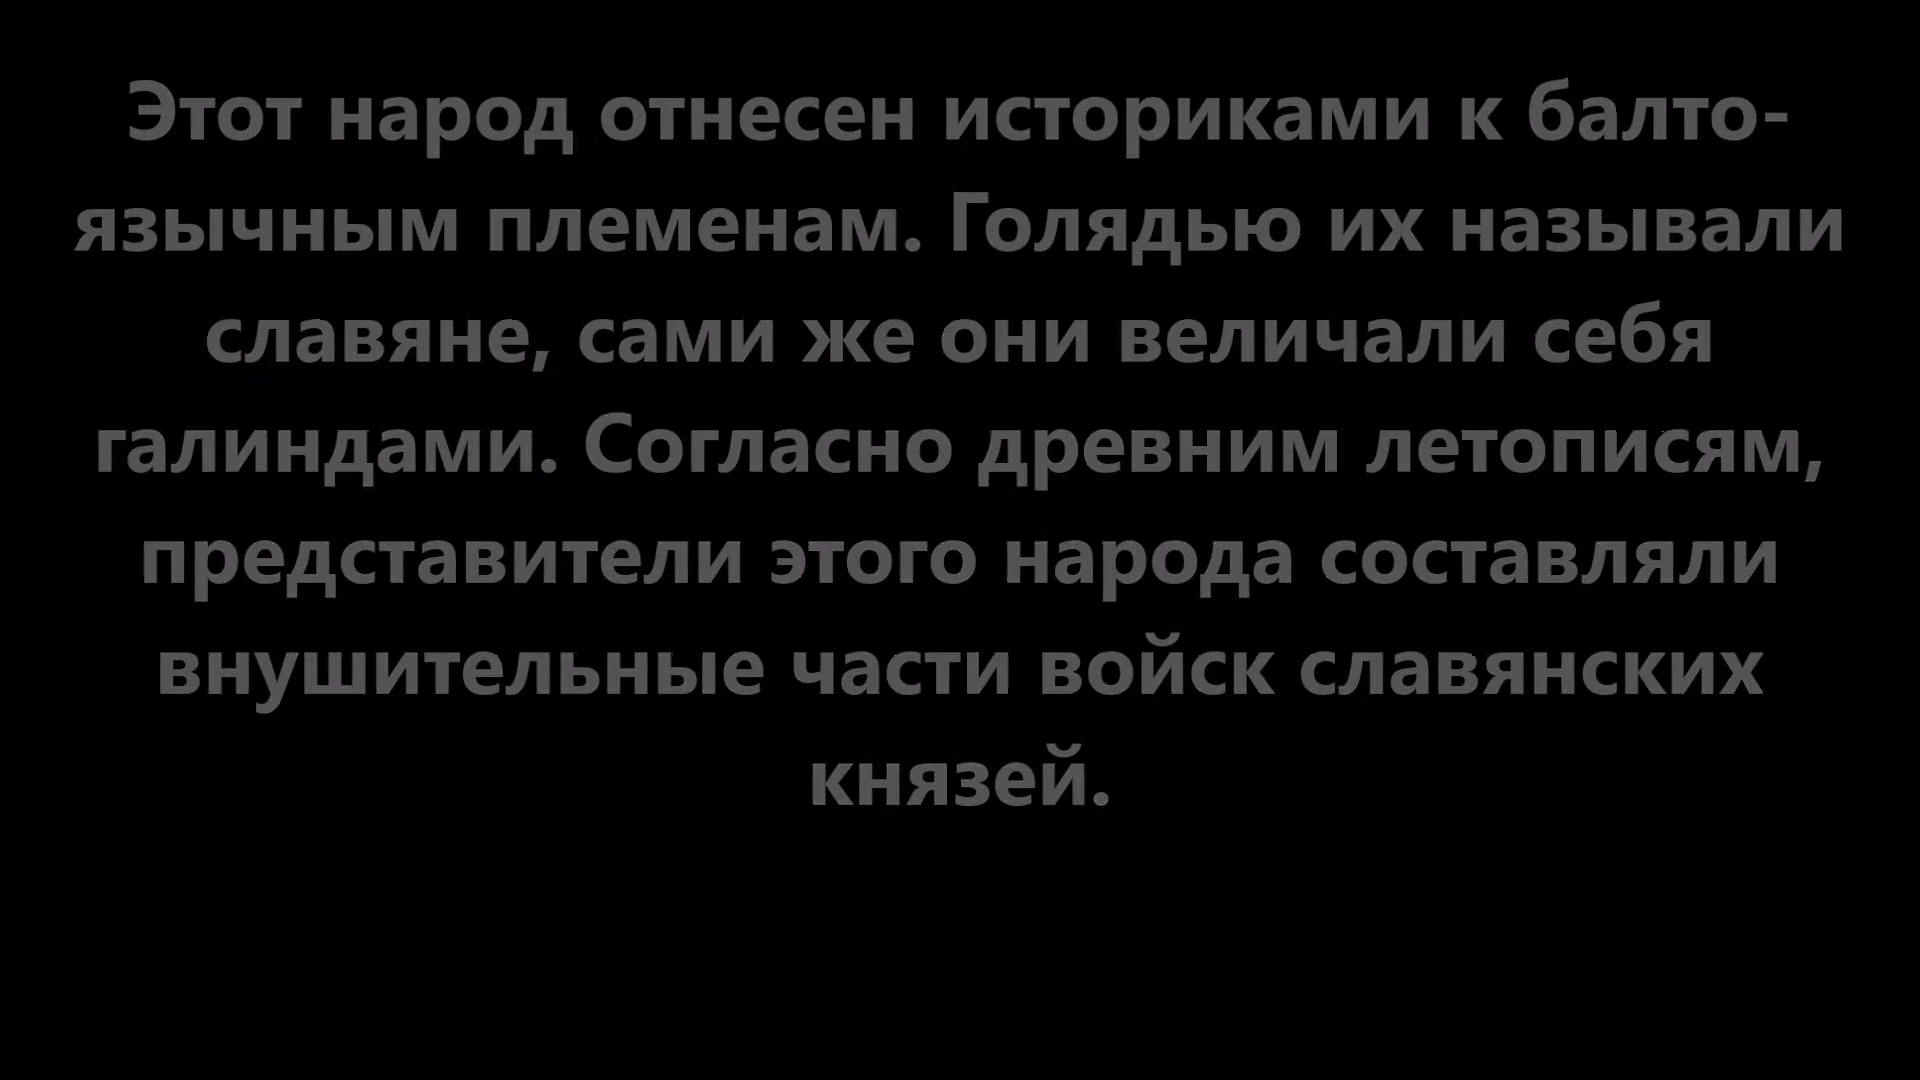 Этот народ отнесен историками к балто-
язычным племенам. Голядью их называли
славяне, сами же они величали себя
галиндами. Согласно древним летописям,
представители этого народа составляли
внушительные части войск славянских
князей.